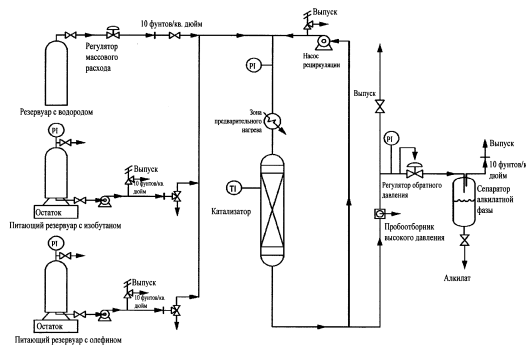 Выпуск
10 фунтов/кв. дюйм
Регулятор
массового
расхода
PI
Насос
рециркуляции
Резервуар с водородом
Зона
предварительного
нагрева
Выпуск
PI
Выпуск
PI
Выпуск
10 фунтов/кв.
дюйм
10 фунтов/кв.
дюйм
TI
Катализатор
Регулятор обратного
давления
Сепаратор
алкилатной
фазы
Остаток
Питающий резервуар с изобутаном
Пробоотборник
высокого давления
PI
Выпуск
10 фунтов/кв.
дюйм
Алкилат
Остаток
Питающий резервуар с олефином